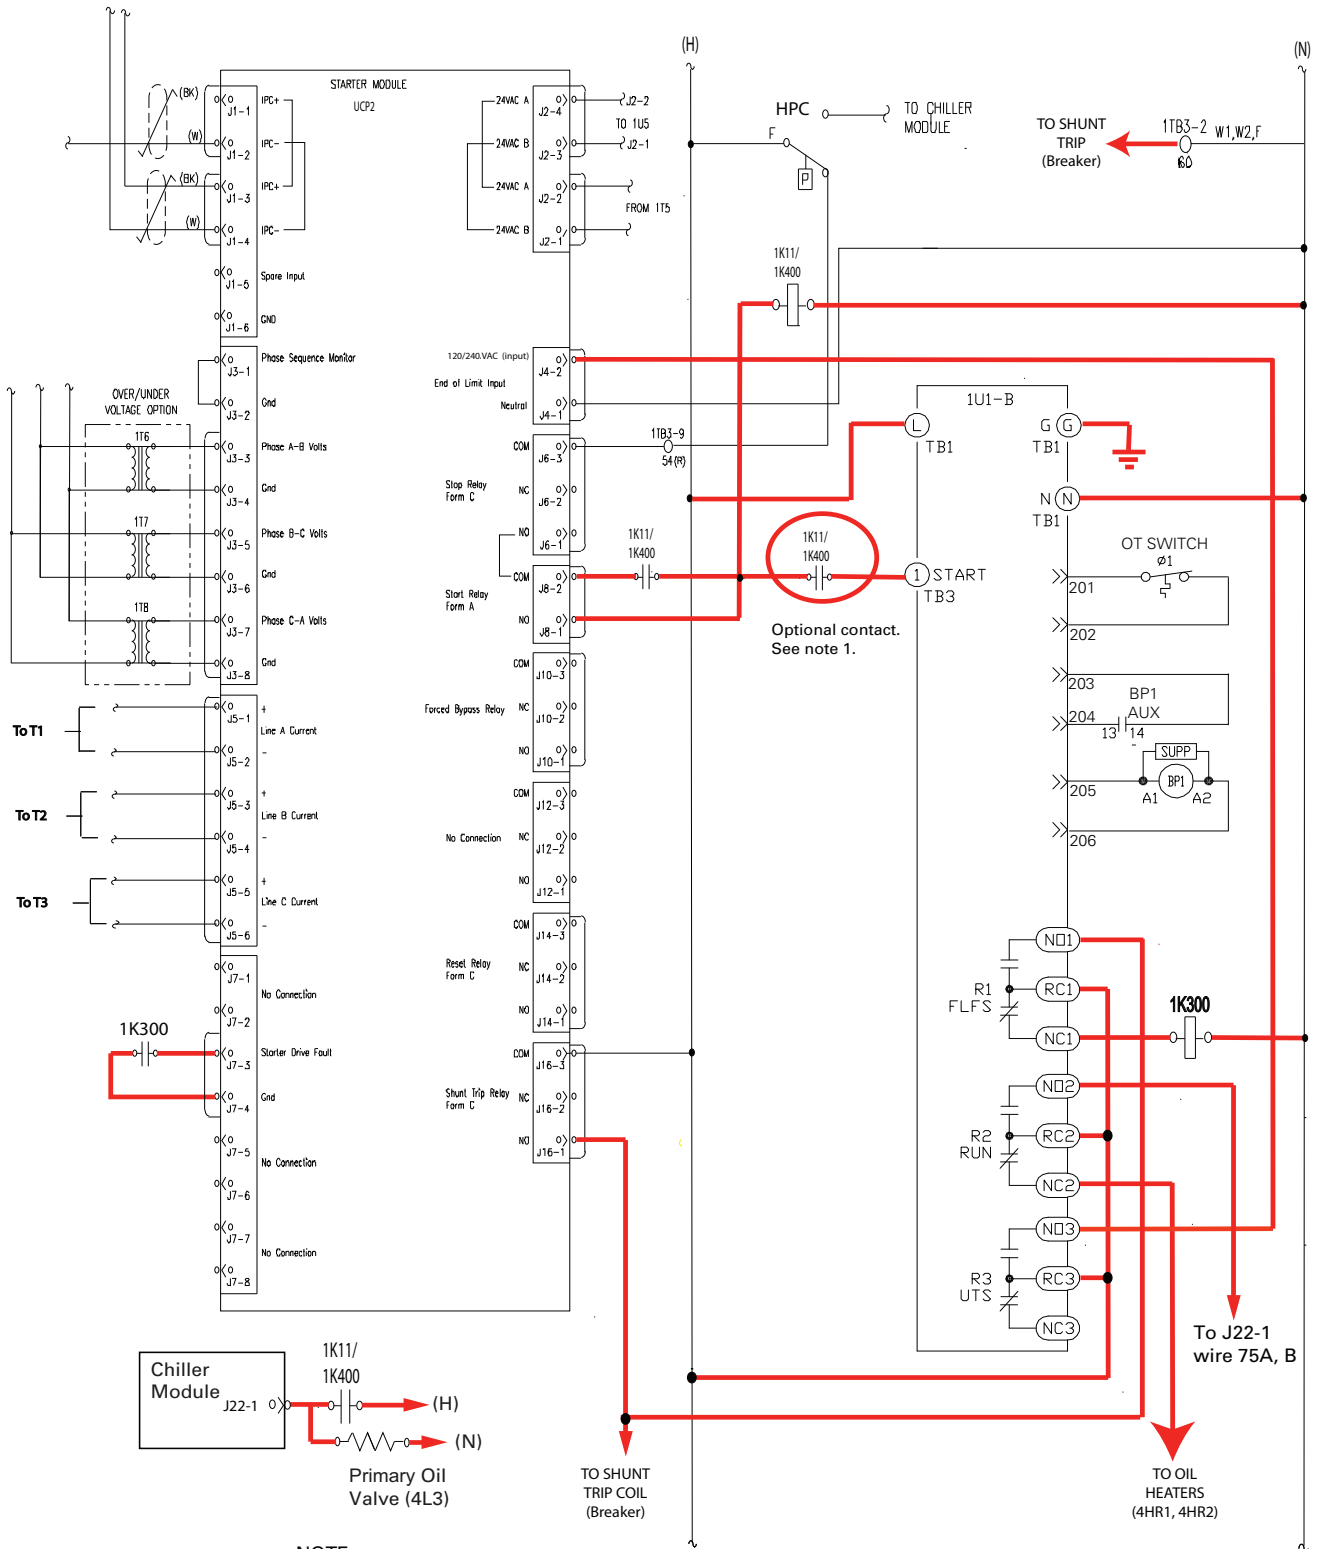 (H)
(N)
STARTER MODULE
UCP2
(BK)
J1-1
IPC+
(W)
J1-2
IPC-
(BK)
J1-3
IPC+
(W)
J1-4
IPC-
J1-5
Spare Input
J1-6
GND
24VAC A
J2-4
J2-2
TO 1U5
24VAC B
J2-3
J2-1
24VAC A
J2-2
FROM 1T5
24VAC B
J2-1
HPC
TO CHILLER
MODULE
F
P
TO SHUNT
TRIP
(Breaker)
1TB3-2
W1,W2,F
1K11/
1K400
J3-1
Phase Sequence Monitor
J3-2
Gnd
OVER/UNDER
VOLTAGE OPTION
1T6
J3-3
Phase A-B Volts
J3-4
Gnd
1T7
J3-5
Phase B-C Volts
J3-6
Gnd
1T8
J3-7
Phase C-A Volts
J3-8
Gnd
120/240.VAC (input)
J4-2
End of Limit Input
Neutral
J4-1
COM
J6-3
1TB3-9
54(R)
Stop Relay
Form C
NC
J6-2
NO
J6-1
COM
J8-2
Start Relay
Form A
NO
J8-1
1K11/
1K400
1K11/
1K400
Optional contact.
See note 1.
1U1-B
L
TB1
G
G
TB1
N
N
TB1
1
START
TB3
OT SWITCH
Ø1
201
202
203
BP1
AUX
204
13
14
SUPP
205
BP1
A1
A2
206
COM
J10-3
Forced Bypass Relay
NC
J10-2
NO
J10-1
To T1
J5-1
+
Line A Current
J5-2
-
To T2
J5-3
+
Line B Current
J5-4
-
To T3
J5-5
+
Line C Current
J5-6
-
COM
J12-3
No Connection
NC
J12-2
NO
J12-1
COM
J14-3
Reset Relay
Form C
NC
J14-2
NO
J14-1
COM
J16-3
Shunt Trip Relay
Form C
NC
J16-2
NO
J16-1
J7-1
No Connection
J7-2
1K300
J7-3
Starter Drive Fault
J7-4
Gnd
J7-5
No Connection
J7-6
J7-7
No Connection
J7-8
NO1
R1
FLFS
RC1
NC1
1K300
NO2
R2
RUN
RC2
NC2
NO3
R3
UTS
RC3
NC3
To J22-1
wire 75A, B
Chiller
Module
J22-1
1K11/
1K400
(H)
(N)
Primary Oil
Valve (4L3)
TO SHUNT
TRIP COIL
(Breaker)
TO OIL
HEATERS
(4HR1, 4HR2)